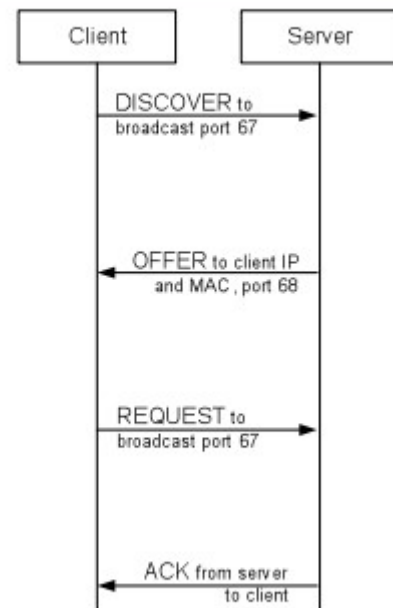 Client
Server
DISCOVER to
broadcast port 67
OFFER to client IP
and MAC, port 68
REQUEST to
broadcast port 67
ACK from server
to client